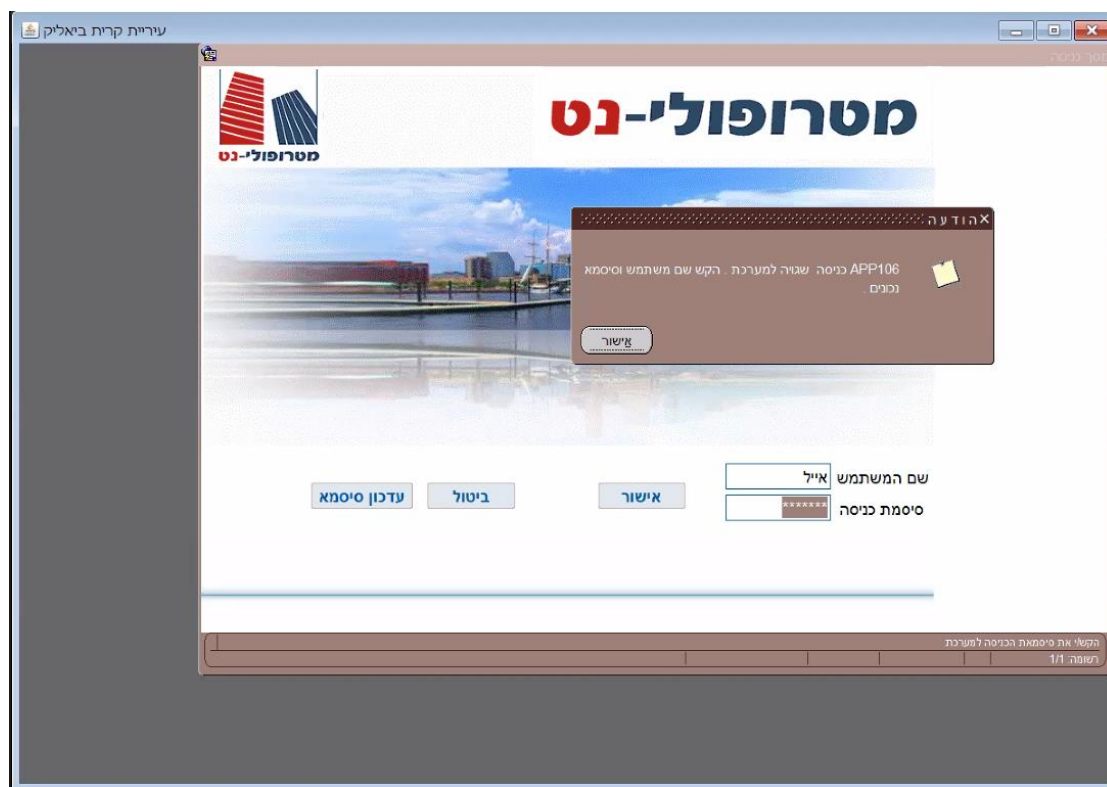 עיריית קרית ביאליק
מסך כניסה
מטרופולי-נט
מטרופולי-נט
הודעה
APP106 כניסה שגויה למערכת . הקש שם משתמש וסיסמא
נכונים .
אישור
שם המשתמש אייל
סיסמת כניסה *******
אישור
ביטול
עדכון סיסמא
הקש/י את סיסמאת הכניסה למערכת
רשומה: 1/1